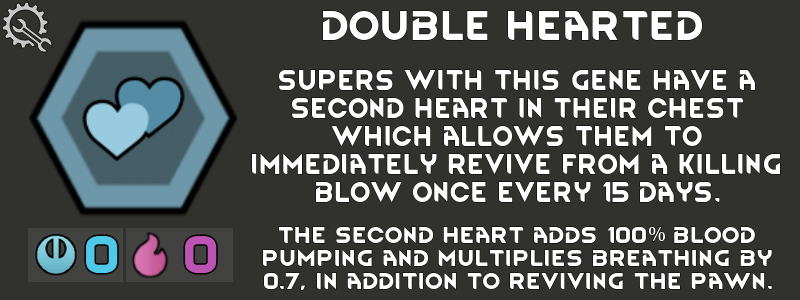 DOUBLE HEARTED
SUPERS WITH THIS GENE HAVE A
SECOND HEART IN THEIR CHEST
WHICH ALLOWS THEM TO
IMMEDIATELY REVIVE FROM A KILLING
BLOW ONCE EVERY 15 DAYS.
0 0
THE SECOND HEART ADDS 100% BLOOD
PUMPING AND MULTIPLIES BREATHING BY
0.7, IN ADDITION TO REVIVING THE PAWN.